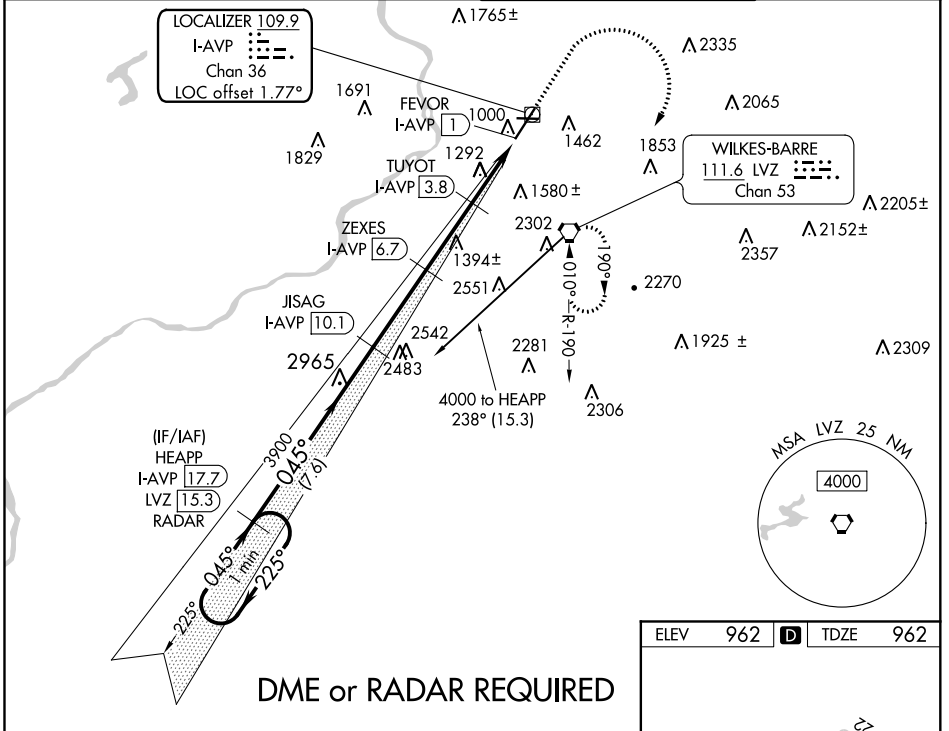 LOCALIZER 109.9
I-AVP
Chan 36
LOC offset 1.77°
1765±
2335
1691
2065
1829
FEVOR
I-AVP 1
1000
1462
1853
WILKES-BARRE
111.6 LVZ
Chan 53
TUYOT
I-AVP 3.8
1292
1580 ±
2205±
2152±
2357
ZEXES
I-AVP 6.7
2302
1394±
2551
190°
2270
010°
R-190
JISAG
I-AVP 10.1
2542
2483
2965
2281
1925 ±
2309
2306
4000 to HEAPP
238° (15.3)
(IF/IAF)
HEAPP
I-AVP 17.7
LVZ 15.3
RADAR
3900
045°
(7.6)
045°
1 min
225°
225°
MSA LVZ 25 NM
4000
DME or RADAR REQUIRED
ELEV 962 D TDZE 962
22